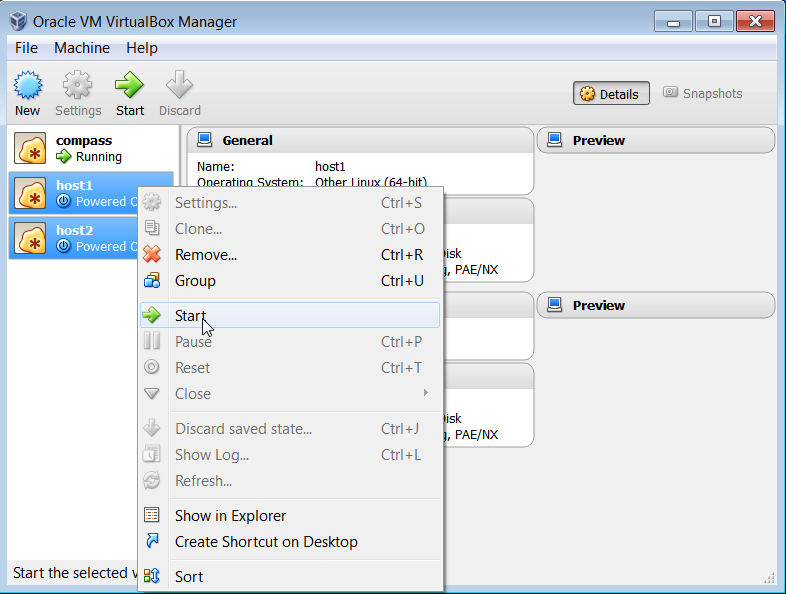 Oracle VM VirtualBox Manager
File Machine Help
New Settings Start Discard
Details Snapshots
compass
Running
host1
Powered O
host2
Powered O
General
Name: host1
Operating System: Other Linux (64-bit)
Preview
Disk
, PAE/NX
Preview
Disk
, PAE/NX
Settings... Ctrl+S
Clone... Ctrl+O
Remove... Ctrl+R
Group Ctrl+U
Start
Pause Ctrl+P
Reset Ctrl+T
Close
Discard saved state... Ctrl+J
Show Log... Ctrl+L
Refresh...
Show in Explorer
Create Shortcut on Desktop
Sort
Start the selected v